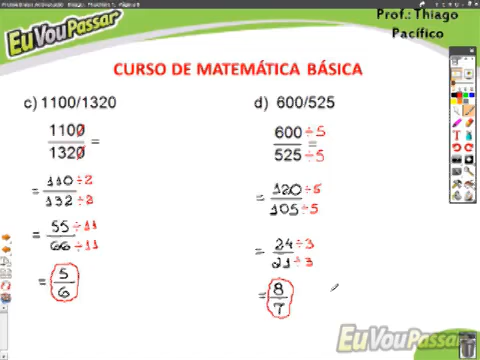 EuVouPassar
Prof.: Thiago
Pacífico
CURSO DE MATEMÁTICA BÁSICA
c) 1100/1320
1100
1320 =
= 110 ÷2
132 ÷2
= 55 ÷11
66 ÷11
= 5
6
d) 600/525
600 ÷5
525 ÷5 =
= 120 ÷5
105 ÷5
= 24 ÷3
21 ÷3
= 8
7
EuVouPassar